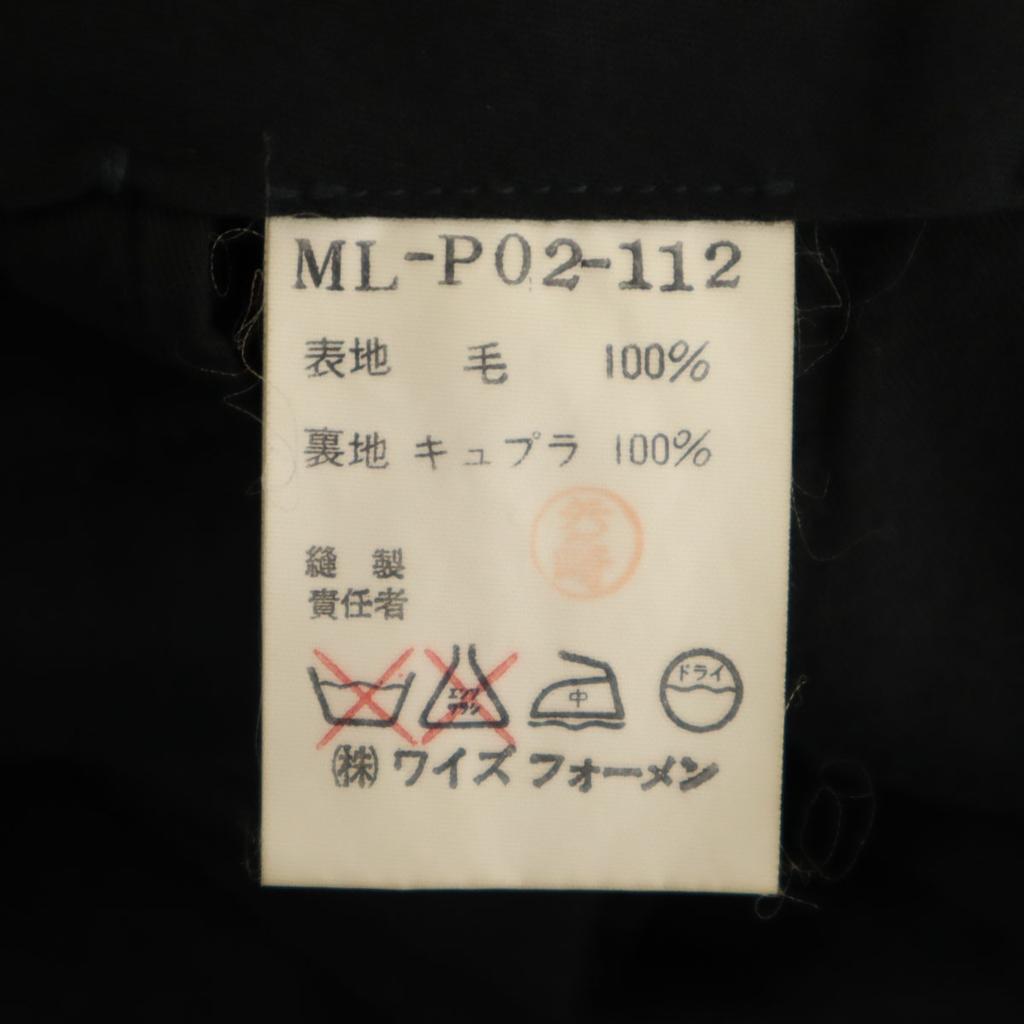 ML-P02-112
表地 毛 100%
裏地 キュプラ 100%
縫製
責任者
中
ドライ
㈱ワイズフォーメン